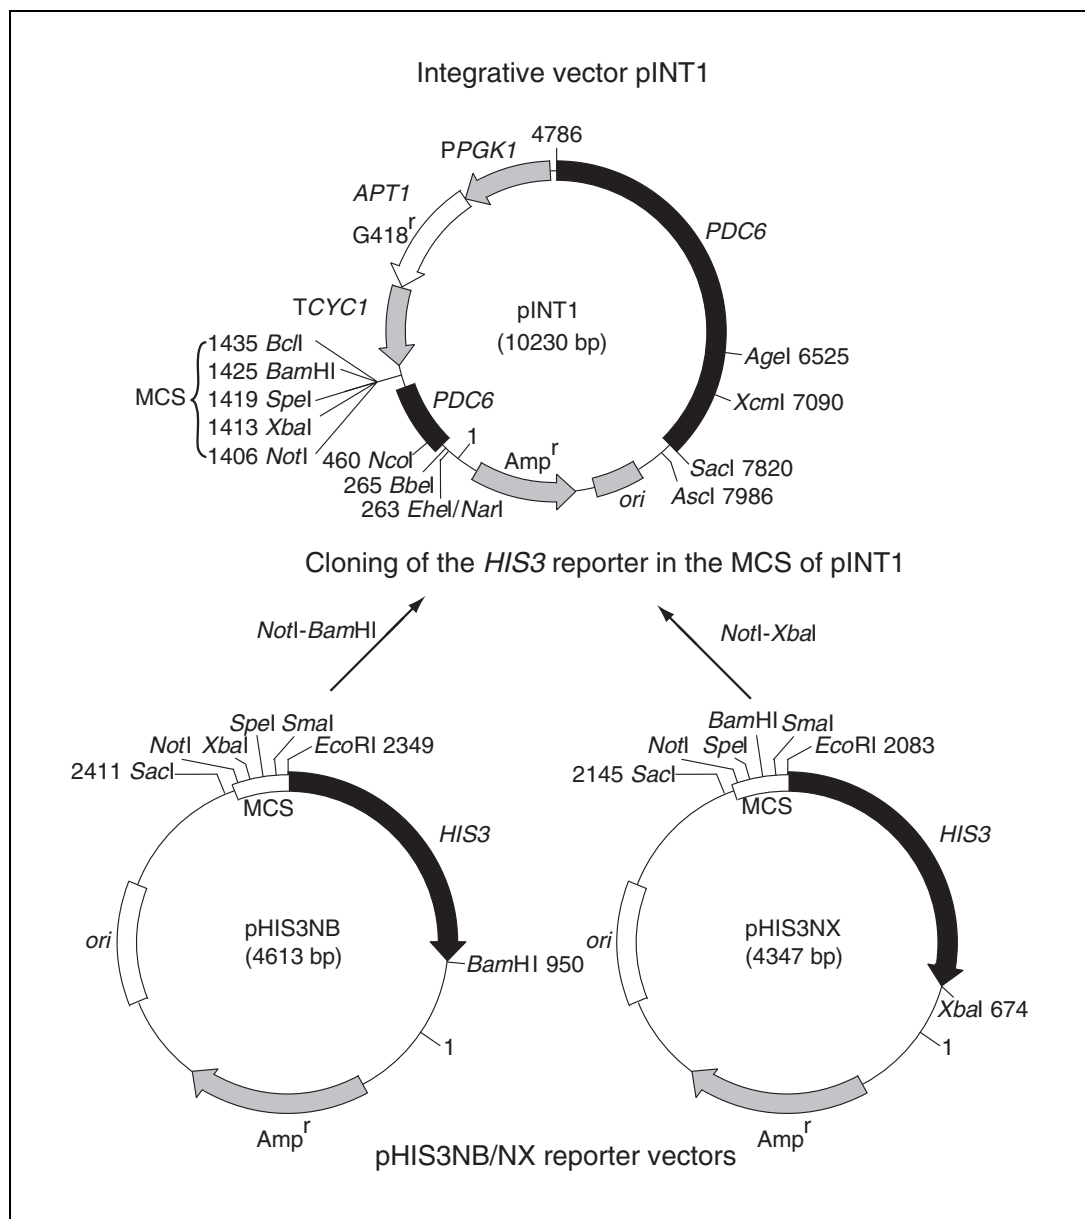 Integrative vector pINT1
4786
PPGK1
APT1
G418r
PDC6
TCYC1
pINT1
(10230 bp)
MCS
1435 BclI
1425 BamHI
1419 SpeI
1413 XbaI
1406 NotI
AgeI 6525
XcmI 7090
PDC6
1
460 NcoI
265 BbeI
263 EheI/NarI
Ampr
ori
SacI 7820
AscI 7986
Cloning of the HIS3 reporter in the MCS of pINT1
NotI-BamHI
NotI-XbaI
SpeI SmaI
NotI XbaI
EcoRI 2349
2411 SacI
MCS
HIS3
ori
pHIS3NB
(4613 bp)
BamHI 950
1
Ampr
BamHI SmaI
NotI SpeI
EcoRI 2083
2145 SacI
MCS
HIS3
ori
pHIS3NX
(4347 bp)
XbaI 674
1
Ampr
pHIS3NB/NX reporter vectors